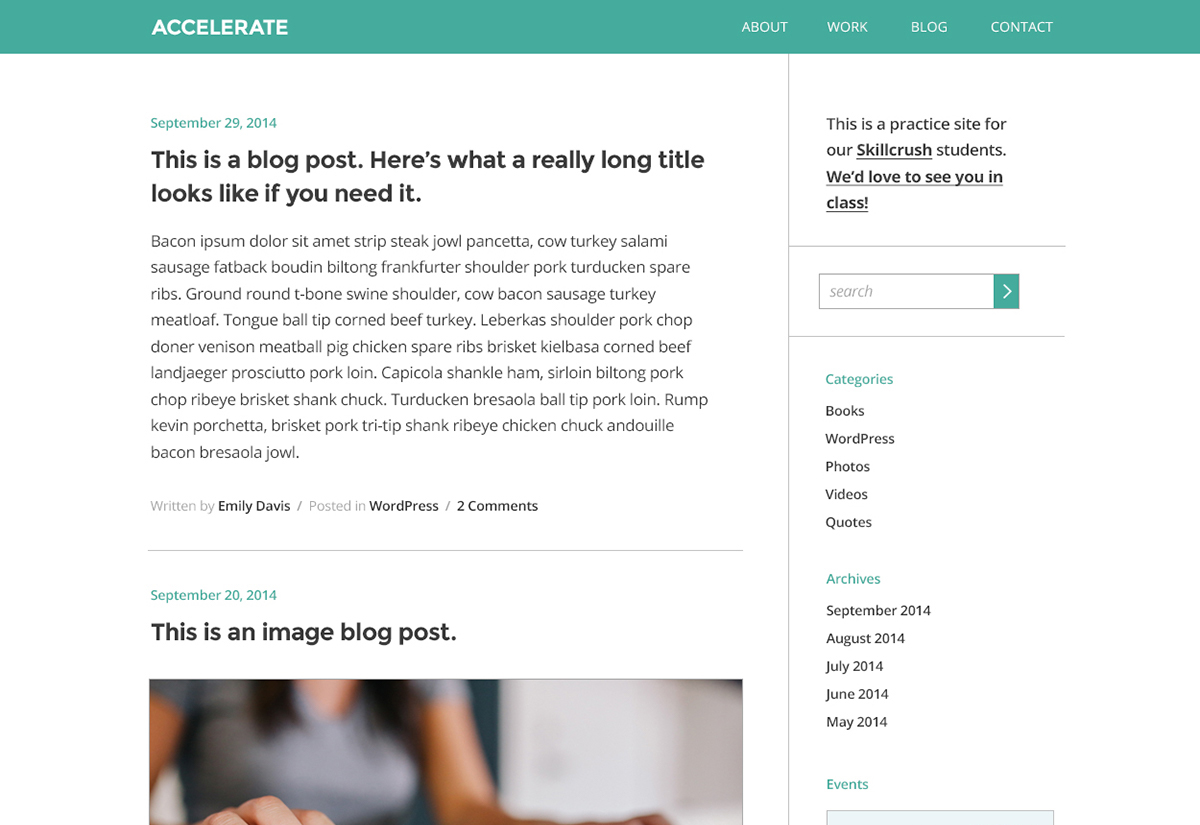 ACCELERATE
ABOUT WORK BLOG CONTACT
September 29, 2014
This is a blog post. Here’s what a really long title
looks like if you need it.
Bacon ipsum dolor sit amet strip steak jowl pancetta, cow turkey salami
sausage fatback boudin biltong frankfurter shoulder pork turducken spare
ribs. Ground round t-bone swine shoulder, cow bacon sausage turkey
meatloaf. Tongue ball tip corned beef turkey. Leberkas shoulder pork chop
doner venison meatball pig chicken spare ribs brisket kielbasa corned beef
landjaeger prosciutto pork loin. Capicola shankle ham, sirloin biltong pork
chop ribeye brisket shank chuck. Turducken bresaola ball tip pork loin. Rump
kevin porchetta, brisket pork tri-tip shank ribeye chicken chuck andouille
bacon bresaola jowl.
Written by Emily Davis / Posted in WordPress / 2 Comments
September 20, 2014
This is an image blog post.
This is a practice site for
our Skillcrush students.
We’d love to see you in
class!
search
Categories
Books
WordPress
Photos
Videos
Quotes
Archives
September 2014
August 2014
July 2014
June 2014
May 2014
Events